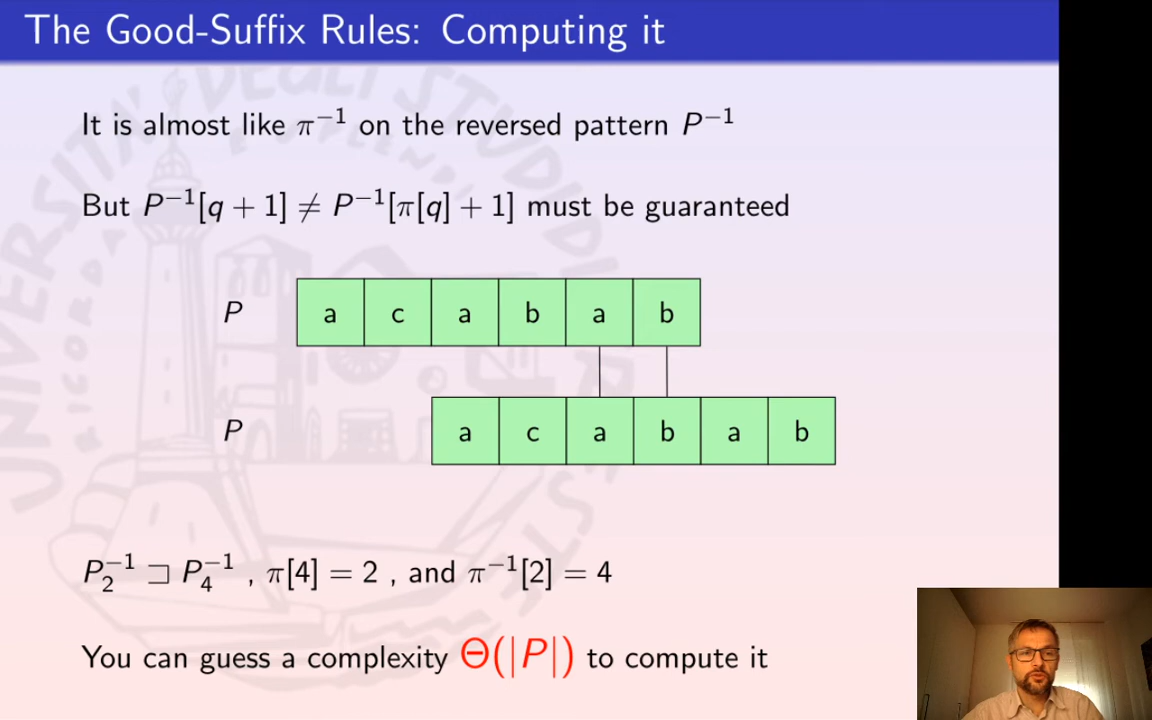 The Good-Suffix Rules: Computing it
It is almost like π⁻¹ on the reversed pattern P⁻¹
But P⁻¹[q + 1] ≠ P⁻¹[π[q] + 1] must be guaranteed
P a c a b a b
P a c a b a b
P₂⁻¹ ⊐ P₄⁻¹ , π[4] = 2 , and π⁻¹[2] = 4
You can guess a complexity Θ(|P|) to compute it